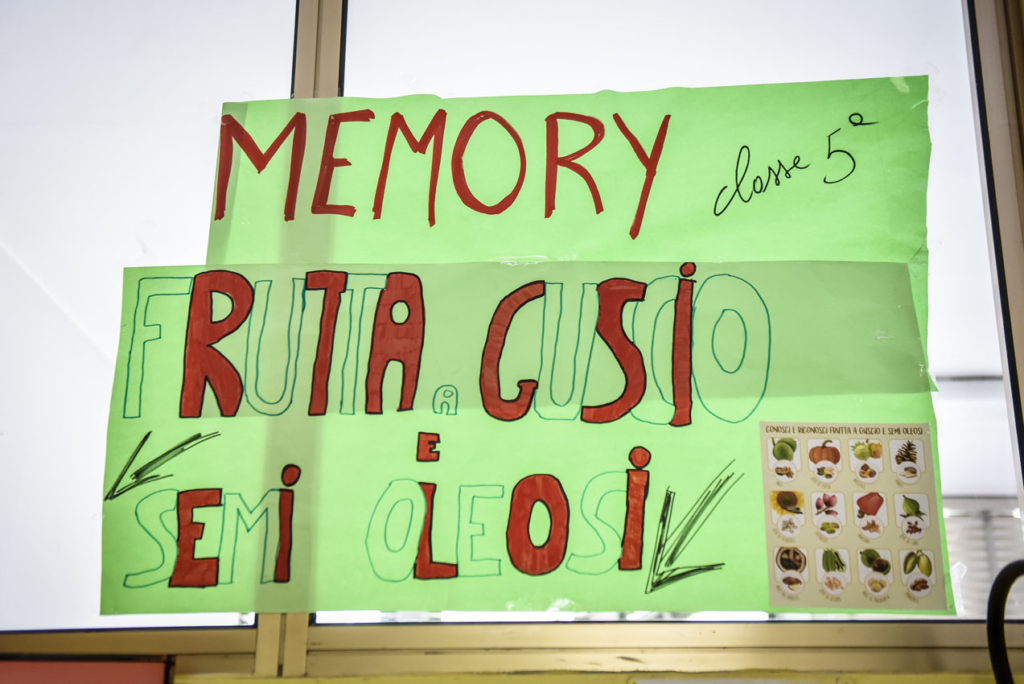 MEMORY classe 5ª
FRUTTA A GUSCIO
E
SEMI OLEOSI
CONOSCI E RICONOSCI FRUTTA A GUSCIO E SEMI OLEOSI